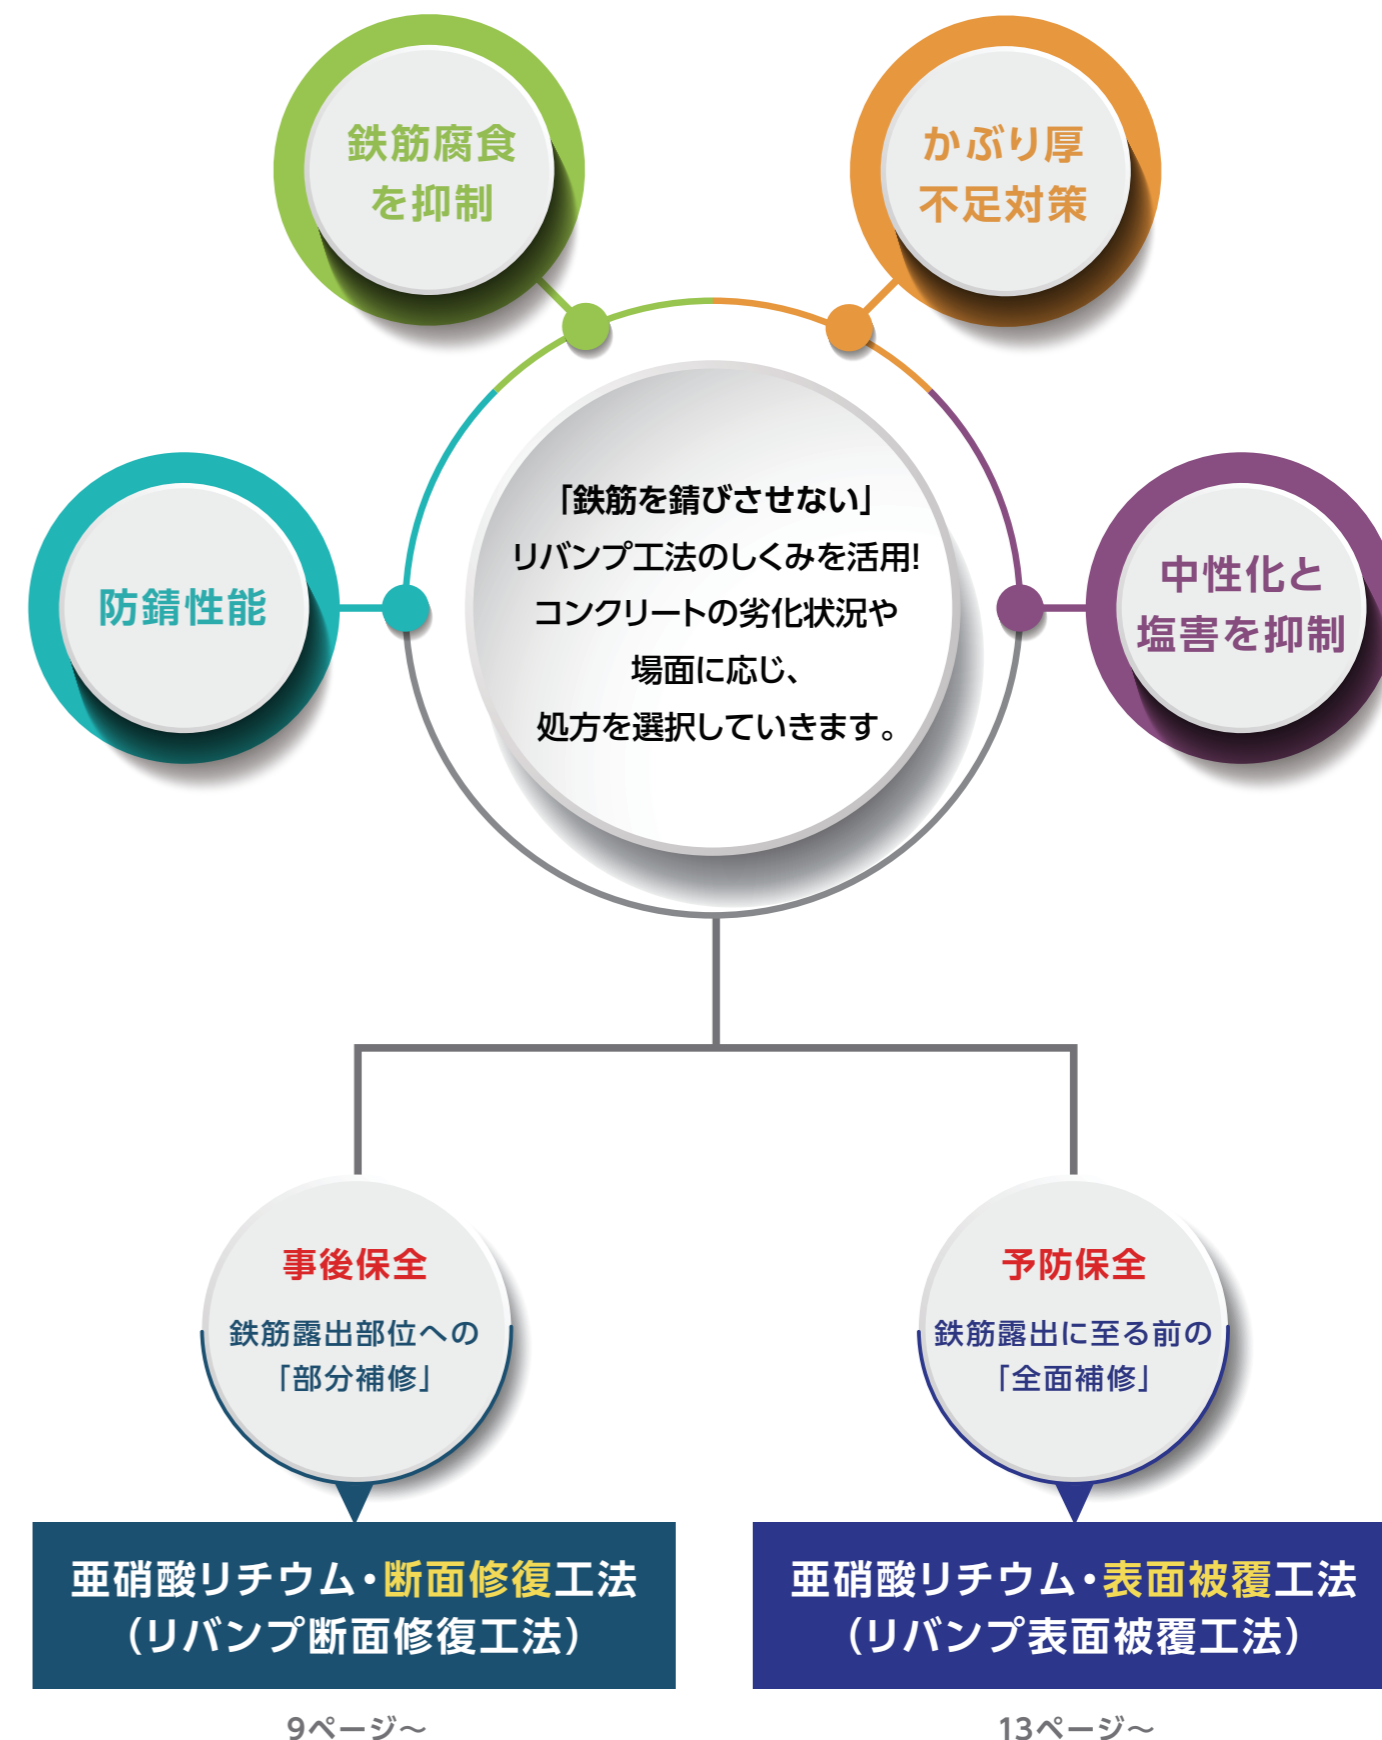 鉄筋腐食
を抑制
かぶり厚
不足対策
防錆性能
「鉄筋を錆びさせない」
リバンプ工法のしくみを活用!
コンクリートの劣化状況や
場面に応じ、
処方を選択していきます。
中性化と
塩害を抑制
事後保全
鉄筋露出部位への
「部分補修」
予防保全
鉄筋露出に至る前の
「全面補修」
亜硝酸リチウム・断面修復工法
(リバンプ断面修復工法)
亜硝酸リチウム・表面被覆工法
(リバンプ表面被覆工法)
9ページ～
13ページ～